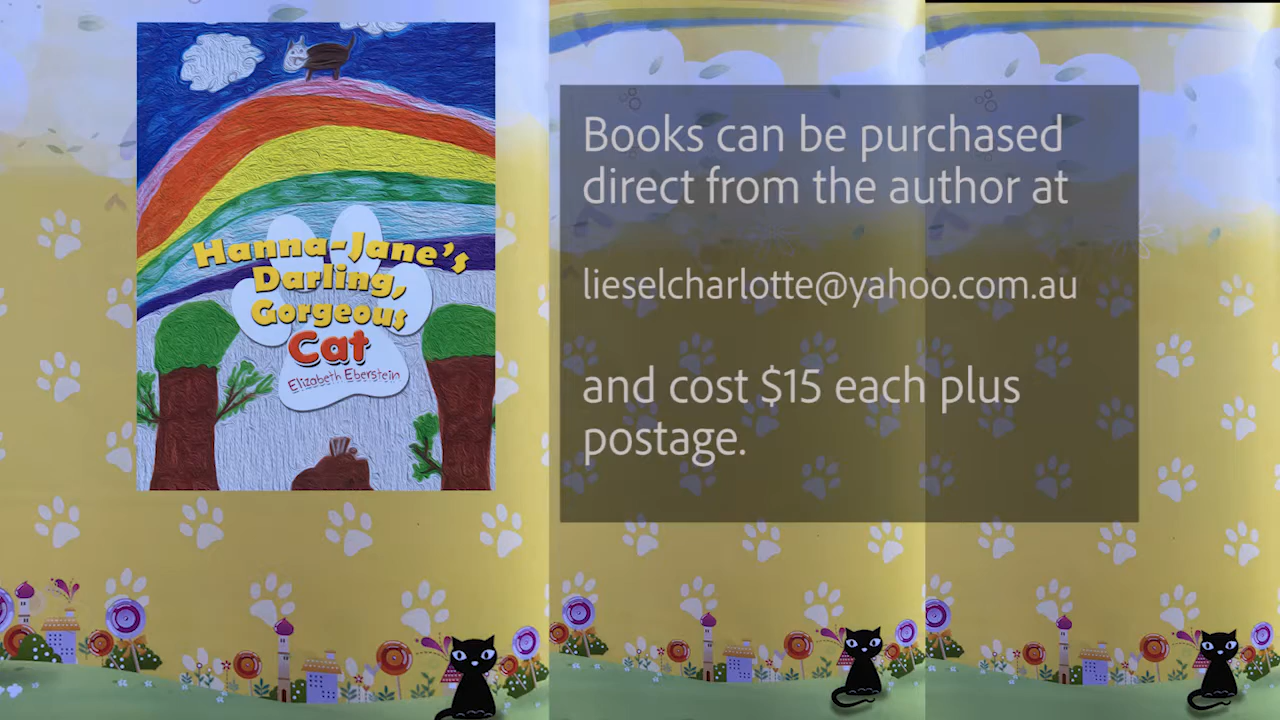 Hanna-Jane's
Darling,
Gorgeous
Cat
Elizabeth Eberstein
Books can be purchased
direct from the author at
lieselcharlotte@yahoo.com.au
and cost $15 each plus
postage.